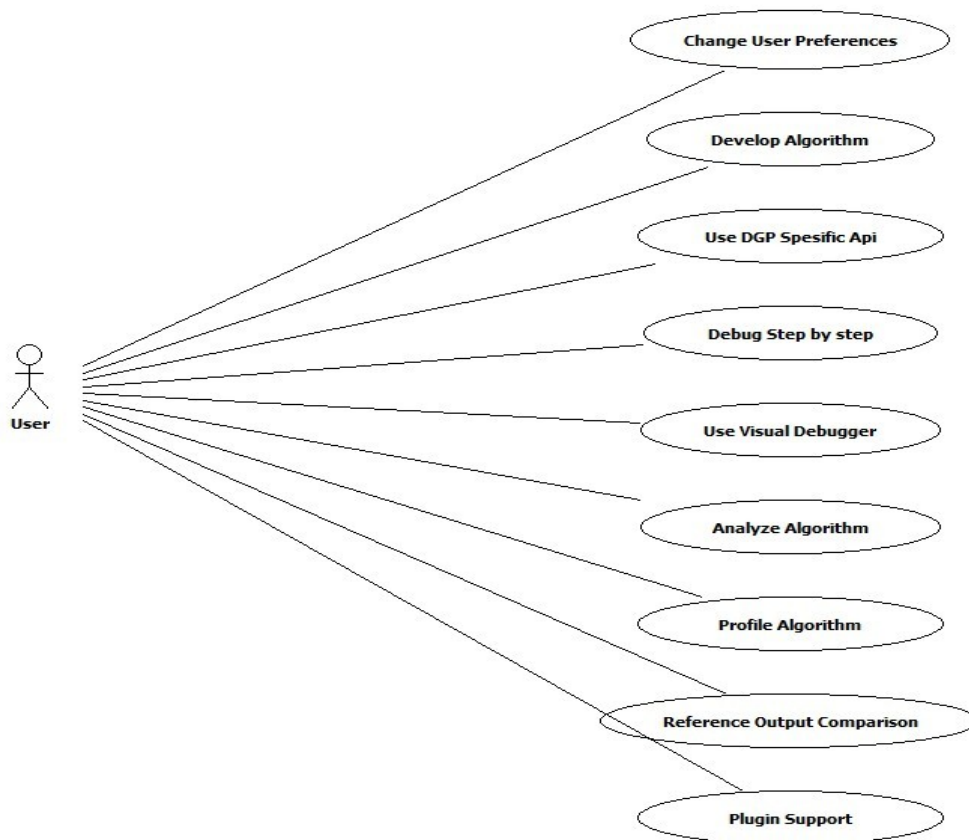 Change User Preferences
Develop Algorithm
Use DGP Spesific Api
Debug Step by step
User
Use Visual Debugger
Analyze Algorithm
Profile Algorithm
Reference Output Comparison
Plugin Support